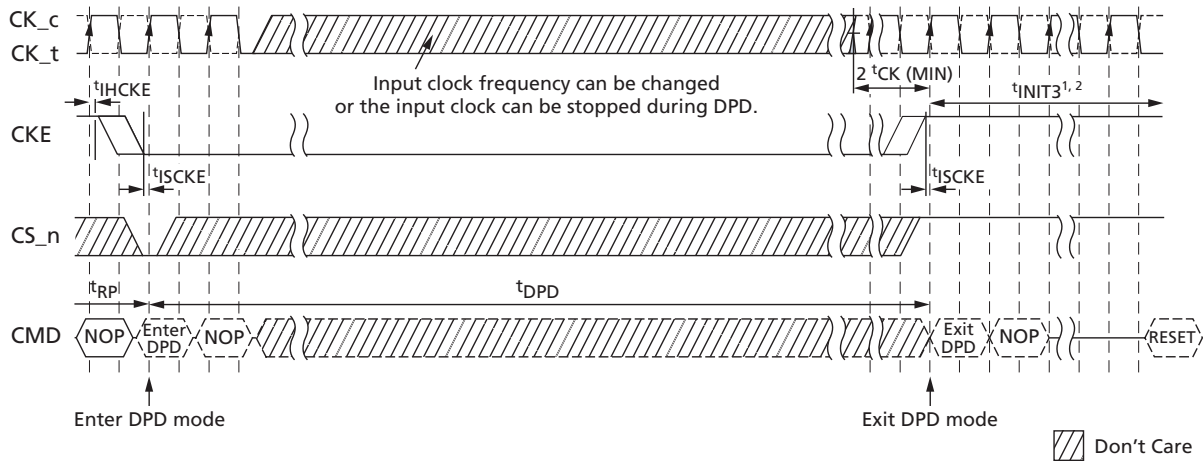 CK_c
CK_t
Input clock frequency can be changed
or the input clock can be stopped during DPD.
2 tCK (MIN)
tIHCKE
tINIT31, 2
CKE
tISCKE
tISCKE
CS_n
tRP
tDPD
CMD
NOP
Enter
DPD
NOP
Exit
DPD
NOP
RESET
Enter DPD mode
Exit DPD mode
Don't Care